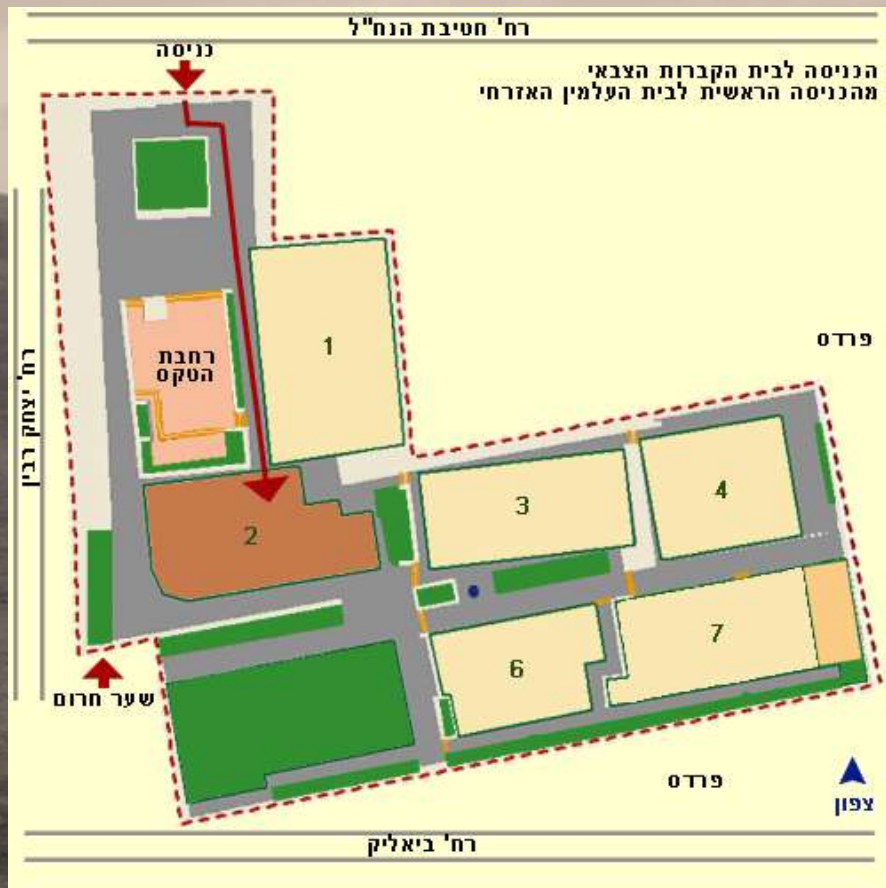 רח' חטיבת הנח"ל
כניסה
הכניסה לבית הקברות הצבאי
מהכניסה הראשית לבית העלמין האזרחי
פרדס
רח' יצחק רבין
רחבת
הטקס
1
2
3
4
6
7
שער חרום
פרדס
צפון
רח' ביאליק